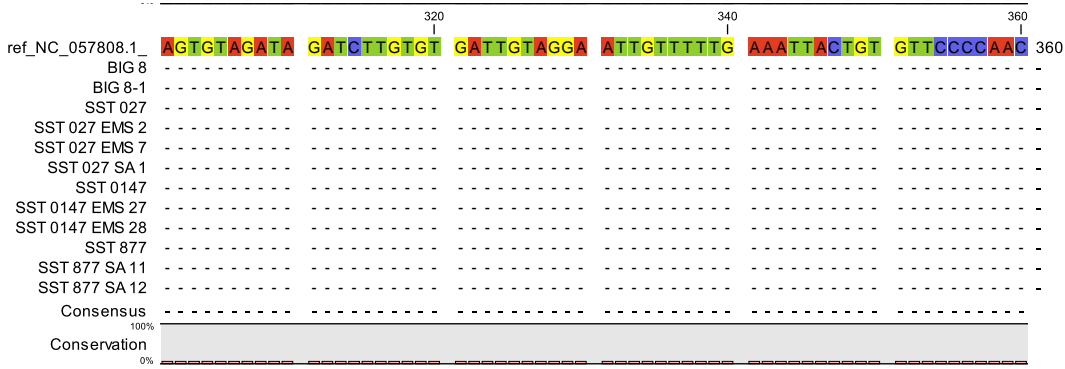 0%
320 340 360
ref_NC_057808.1_ AGTGTAGATA GATCTTGTGT GATTGTAGGA ATTGTTTTTG AAATTACTGT GTTCCCCAAC 360
BIG 8 - - - - - - - - - - - - - - - - - - - - - - - - - - - - - - - - - - - - - - - - - - - - - - - - - - - - - - - - - - - - -
BIG 8-1 - - - - - - - - - - - - - - - - - - - - - - - - - - - - - - - - - - - - - - - - - - - - - - - - - - - - - - - - - - - - -
SST 027 - - - - - - - - - - - - - - - - - - - - - - - - - - - - - - - - - - - - - - - - - - - - - - - - - - - - - - - - - - - - -
SST 027 EMS 2 - - - - - - - - - - - - - - - - - - - - - - - - - - - - - - - - - - - - - - - - - - - - - - - - - - - - - - - - - - - - -
SST 027 EMS 7 - - - - - - - - - - - - - - - - - - - - - - - - - - - - - - - - - - - - - - - - - - - - - - - - - - - - - - - - - - - - -
SST 027 SA 1 - - - - - - - - - - - - - - - - - - - - - - - - - - - - - - - - - - - - - - - - - - - - - - - - - - - - - - - - - - - - -
SST 0147 - - - - - - - - - - - - - - - - - - - - - - - - - - - - - - - - - - - - - - - - - - - - - - - - - - - - - - - - - - - - -
SST 0147 EMS 27 - - - - - - - - - - - - - - - - - - - - - - - - - - - - - - - - - - - - - - - - - - - - - - - - - - - - - - - - - - - - -
SST 0147 EMS 28 - - - - - - - - - - - - - - - - - - - - - - - - - - - - - - - - - - - - - - - - - - - - - - - - - - - - - - - - - - - - -
SST 877 - - - - - - - - - - - - - - - - - - - - - - - - - - - - - - - - - - - - - - - - - - - - - - - - - - - - - - - - - - - - -
SST 877 SA 11 - - - - - - - - - - - - - - - - - - - - - - - - - - - - - - - - - - - - - - - - - - - - - - - - - - - - - - - - - - - - -
SST 877 SA 12 - - - - - - - - - - - - - - - - - - - - - - - - - - - - - - - - - - - - - - - - - - - - - - - - - - - - - - - - - - - - -
Consensus - - - - - - - - - - - - - - - - - - - - - - - - - - - - - - - - - - - - - - - - - - - - - - - - - - - - - - - - - - - -
100%
Conservation
0%